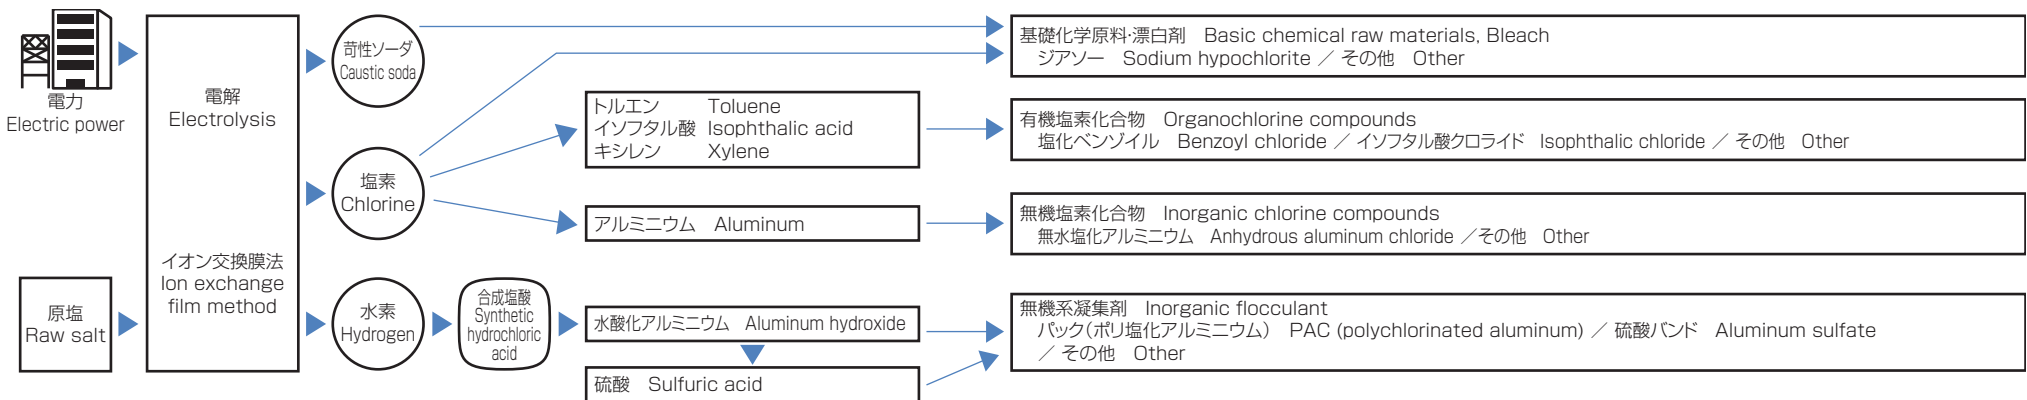 電力
Electric power
原塩
Raw salt
電解
Electrolysis
イオン交換膜法
Ion exchange
film method
苛性ソーダ
Caustic soda
塩素
Chlorine
水素
Hydrogen
合成塩酸
Synthetic
hydrochloric
acid
トルエン Toluene
イソフタル酸 Isophthalic acid
キシレン Xylene
アルミニウム Aluminum
水酸化アルミニウム Aluminum hydroxide
硫酸 Sulfuric acid
基礎化学原料・漂白剤 Basic chemical raw materials, Bleach
ジアソー Sodium hypochlorite ／ その他 Other
有機塩素化合物 Organochlorine compounds
塩化ベンゾイル Benzoyl chloride ／ イソフタル酸クロライド Isophthalic chloride ／ その他 Other
無機塩素化合物 Inorganic chlorine compounds
無水塩化アルミニウム Anhydrous aluminum chloride ／その他 Other
無機系凝集剤 Inorganic flocculant
パック（ポリ塩化アルミニウム） PAC (polychlorinated aluminum) ／ 硫酸バンド Aluminum sulfate
／ その他 Other